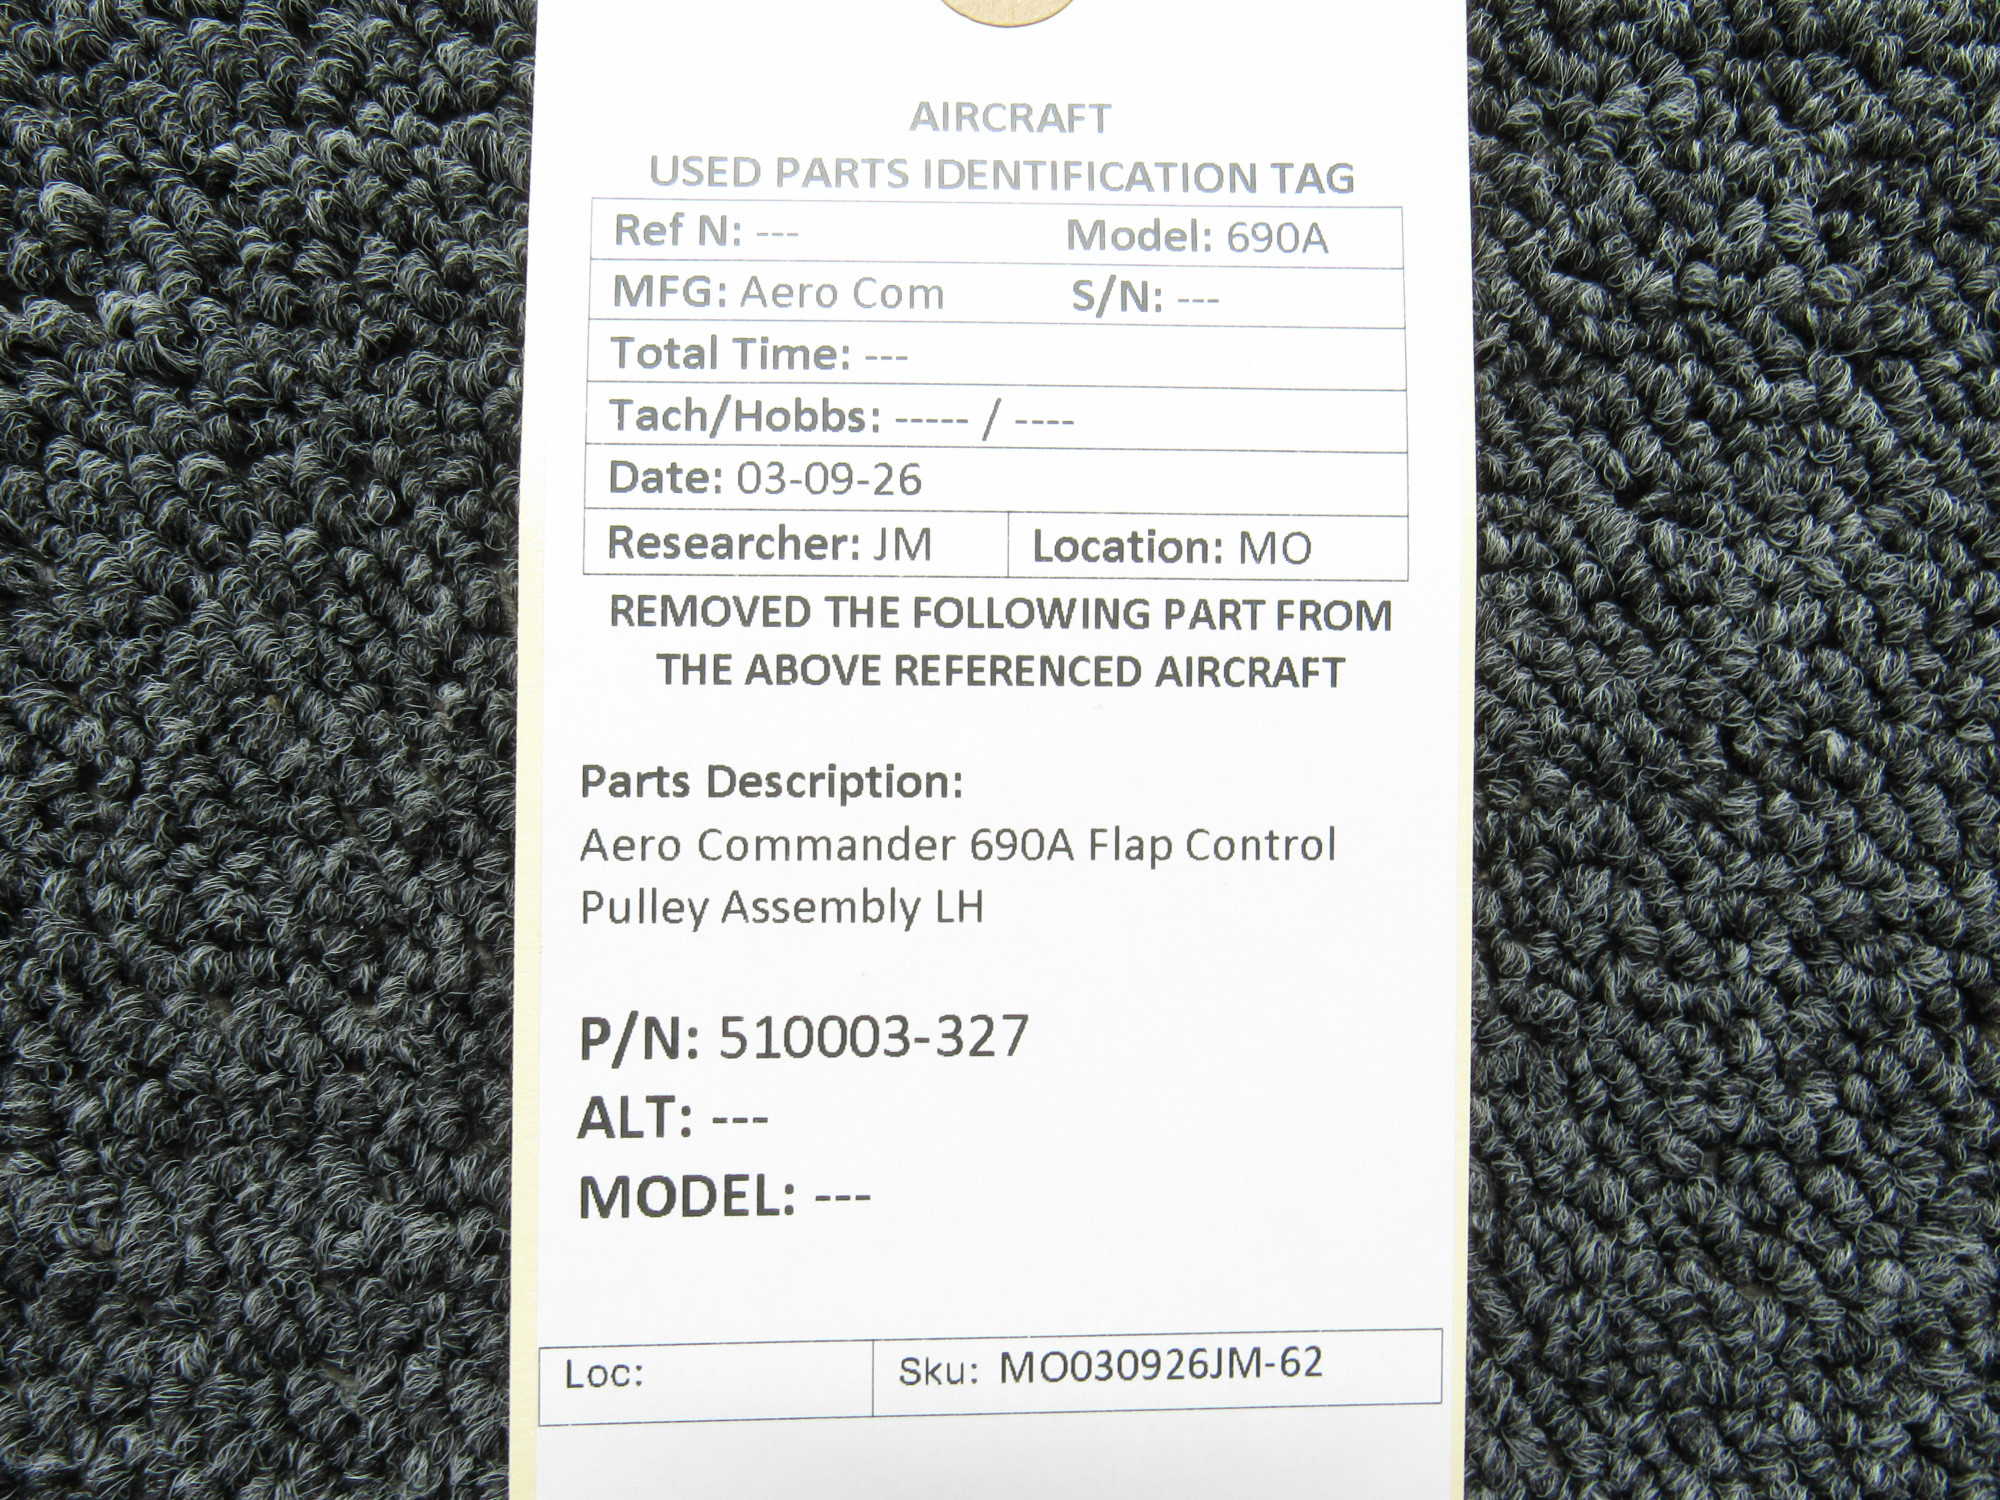 AIRCRAFT
USED PARTS IDENTIFICATION TAG
Ref N: --- Model: 690A
MFG: Aero Com S/N: ---
Total Time: ---
Tach/Hobbs: ----- / ----
Date: 03-09-26
Researcher: JM Location: MO
REMOVED THE FOLLOWING PART FROM
THE ABOVE REFERENCED AIRCRAFT
Parts Description:
Aero Commander 690A Flap Control
Pulley Assembly LH
P/N: 510003-327
ALT: ---
MODEL: ---
Loc: Sku: MO030926JM-62